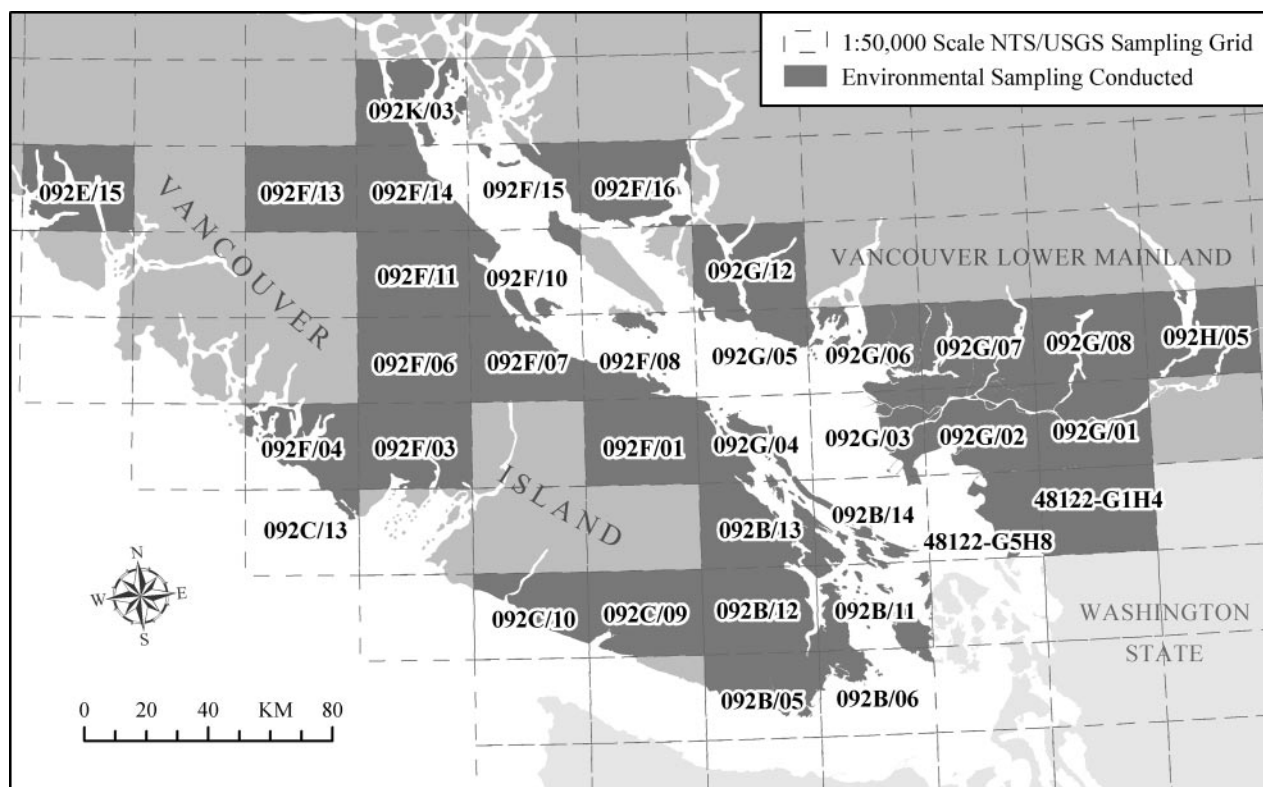 1:50,000 Scale NTS/USGS Sampling Grid
Environmental Sampling Conducted
092K/03
092E/15
092F/13
092F/14
092F/15
092F/16
VANCOUVER
092F/11
092F/10
092G/12
VANCOUVER LOWER MAINLAND
092F/06
092F/07
092F/08
092G/05
092G/06
092G/07
092G/08
092H/05
092F/04
092F/03
092F/01
092G/04
092G/03
092G/02
092G/01
ISLAND
092C/13
092B/13
092B/14
48122-G5H8
48122-G1H4
N
W E
S
092C/10
092C/09
092B/12
092B/11
WASHINGTON
STATE
092B/05
092B/06
0 20 40 KM 80